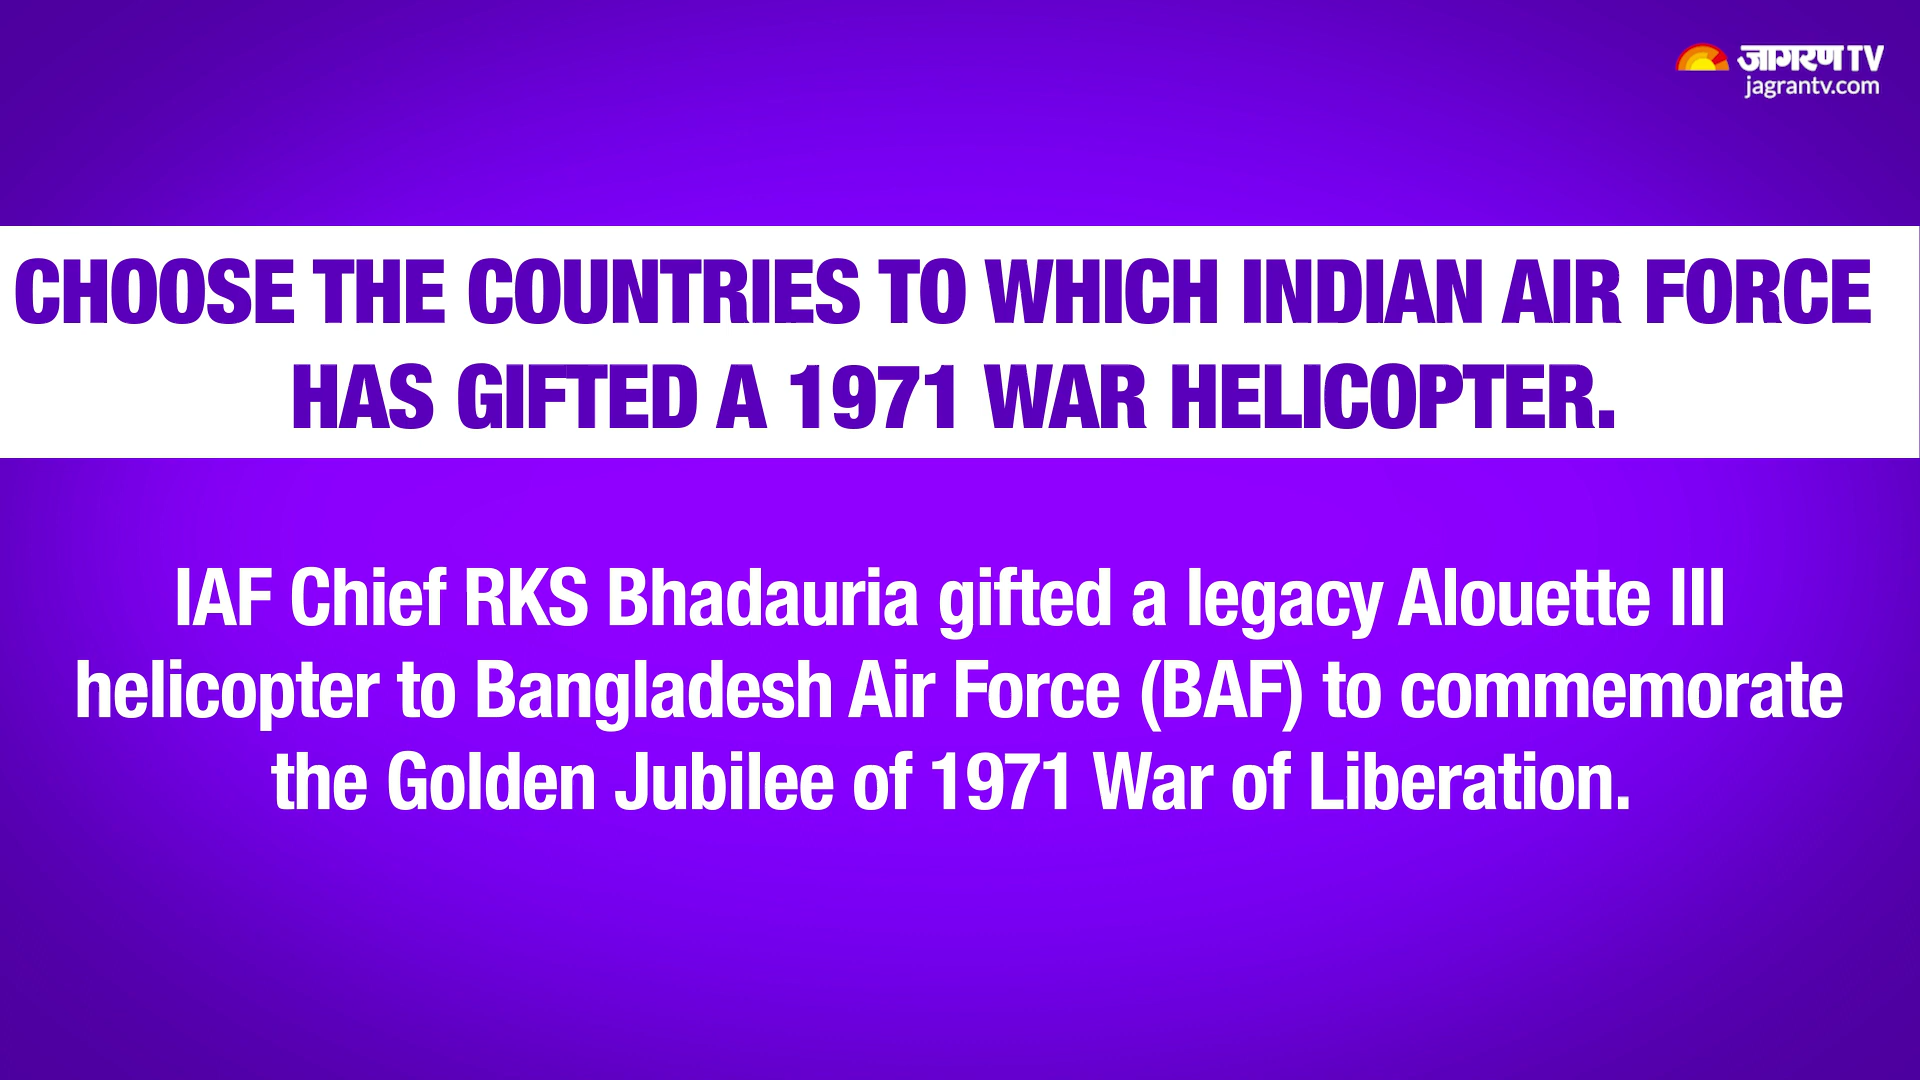 जागरण TV
jagrantv.com
CHOOSE THE COUNTRIES TO WHICH INDIAN AIR FORCE
HAS GIFTED A 1971 WAR HELICOPTER.
IAF Chief RKS Bhadauria gifted a legacy Alouette III
helicopter to Bangladesh Air Force (BAF) to commemorate
the Golden Jubilee of 1971 War of Liberation.